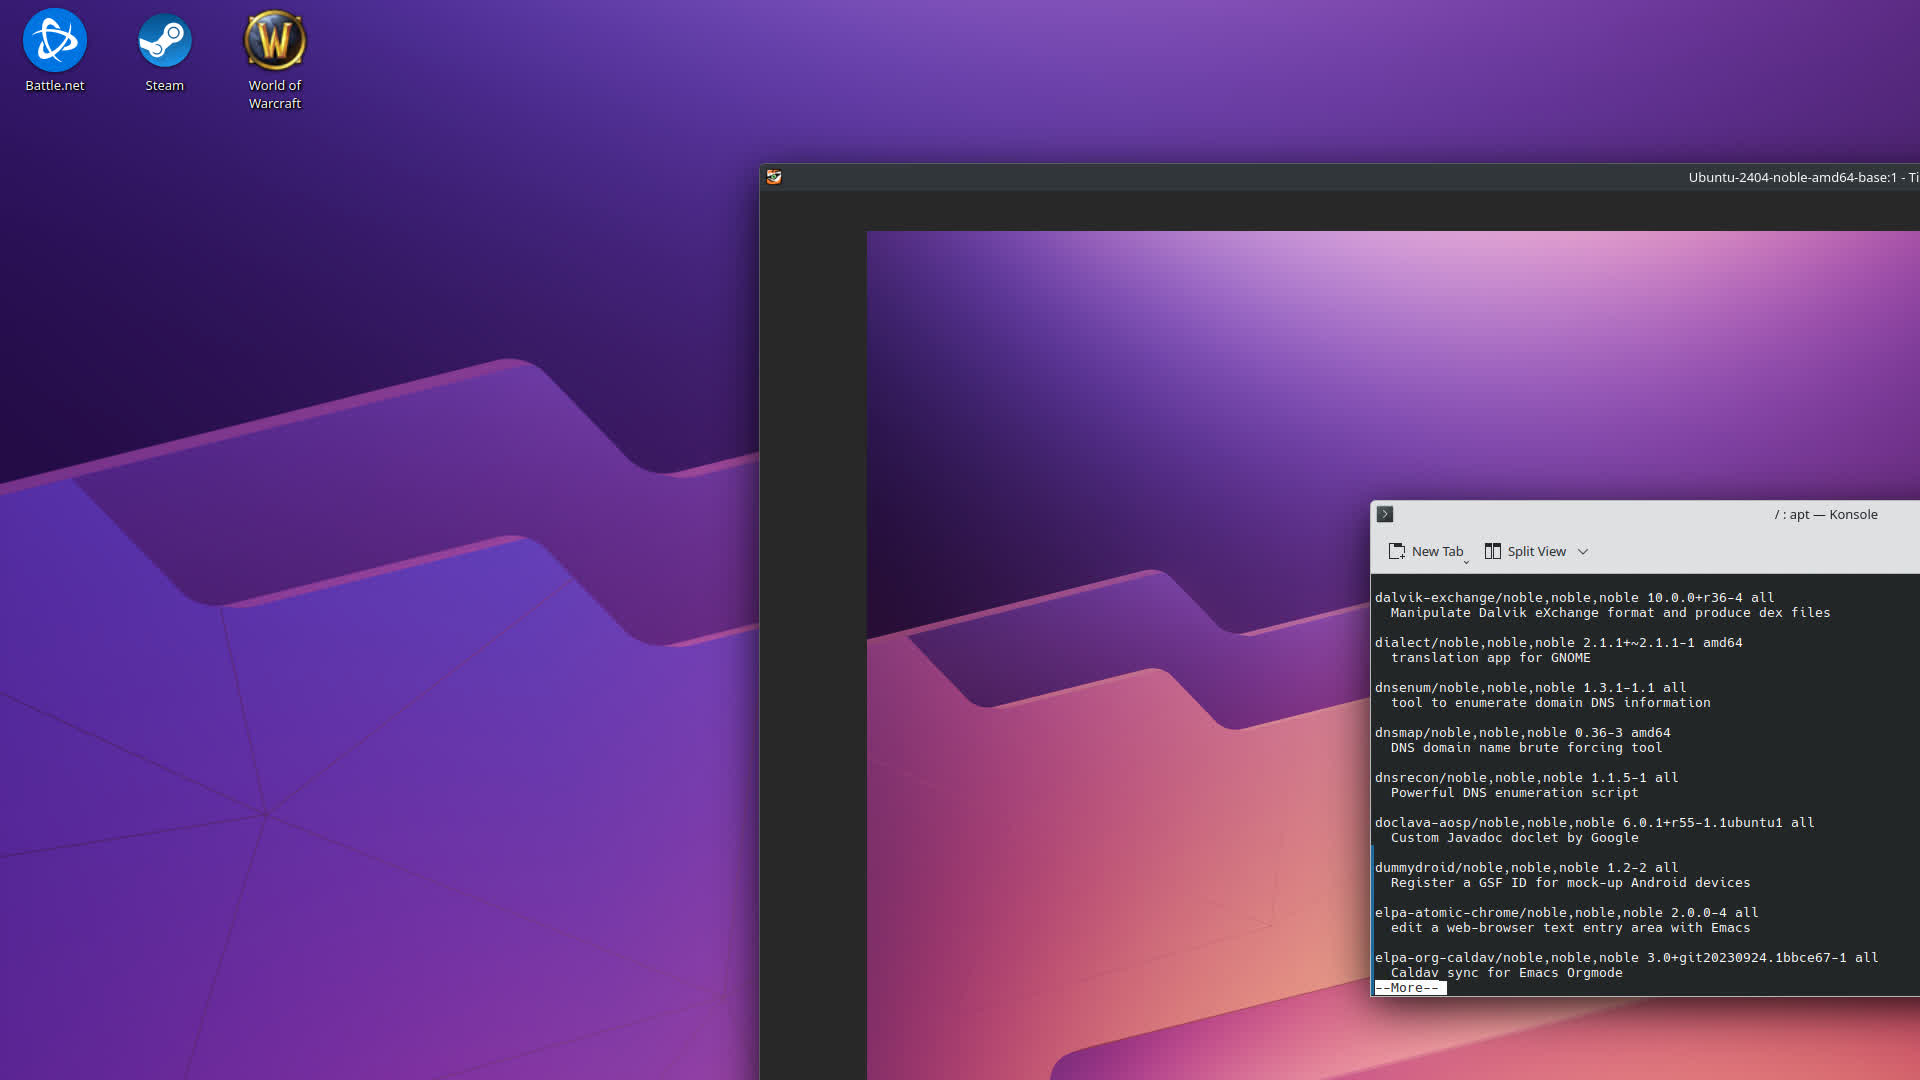 Battle.net
Steam
World of
Warcraft
Ubuntu-2404-noble-amd64-base:1 - Ti
/ : apt — Konsole
New Tab
Split View
dalvik-exchange/noble,noble,noble 10.0.0+r36-4 all
  Manipulate Dalvik eXchange format and produce dex files
dialect/noble,noble,noble 2.1.1+~2.1.1-1 amd64
  translation app for GNOME
dnsenum/noble,noble,noble 1.3.1-1.1 all
  tool to enumerate domain DNS information
dnsmap/noble,noble,noble 0.36-3 amd64
  DNS domain name brute forcing tool
dnsrecon/noble,noble,noble 1.1.5-1 all
  Powerful DNS enumeration script
doclava-aosp/noble,noble,noble 6.0.1+r55-1.1ubuntu1 all
  Custom Javadoc doclet by Google
dummydroid/noble,noble,noble 1.2-2 all
  Register a GSF ID for mock-up Android devices
elpa-atomic-chrome/noble,noble,noble 2.0.0-4 all
  edit a web-browser text entry area with Emacs
elpa-org-caldav/noble,noble,noble 3.0+git20230924.1bbce67-1 all
  Caldav sync for Emacs Orgmode
--More--